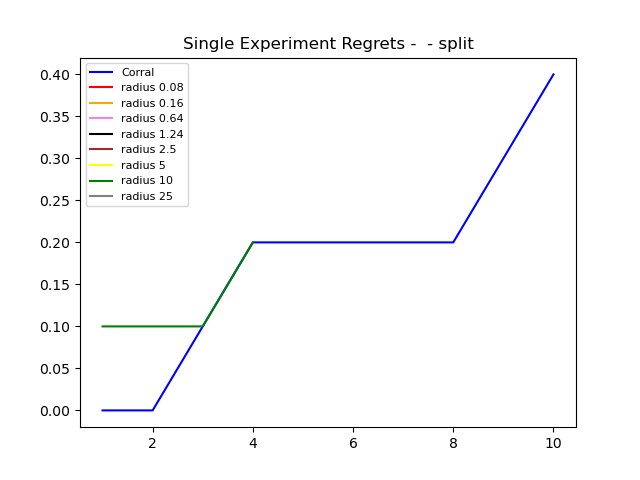 Single Experiment Regrets -  - split
0.40
0.35
0.30
0.25
0.20
0.15
0.10
0.05
0.00
Corral
radius 0.08
radius 0.16
radius 0.64
radius 1.24
radius 2.5
radius 5
radius 10
radius 25
2 4 6 8 10